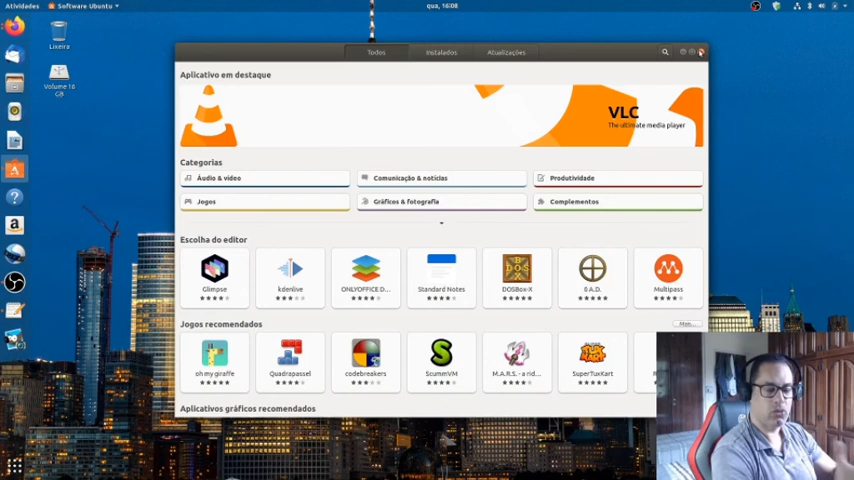 Atividades
Software Ubuntu
qua, 16:08
Lixeira
Volume 18
GB
Todos
Instalados
Atualizações
Aplicativo em destaque
VLC
The ultimate media player
Categorias
Áudio & vídeo
Comunicação & notícias
Produtividade
Jogos
Gráficos & fotografia
Complementos
Escolha do editor
Glimpse
kdenlive
ONLYOFFICE D...
Standard Notes
DOSBox-X
0 A.D.
Multipass
Jogos recomendados
oh my giraffe
Quadrapassel
codebreakers
ScummVM
M.A.R.S. - a rid...
SuperTuxKart
Aplicativos gráficos recomendados